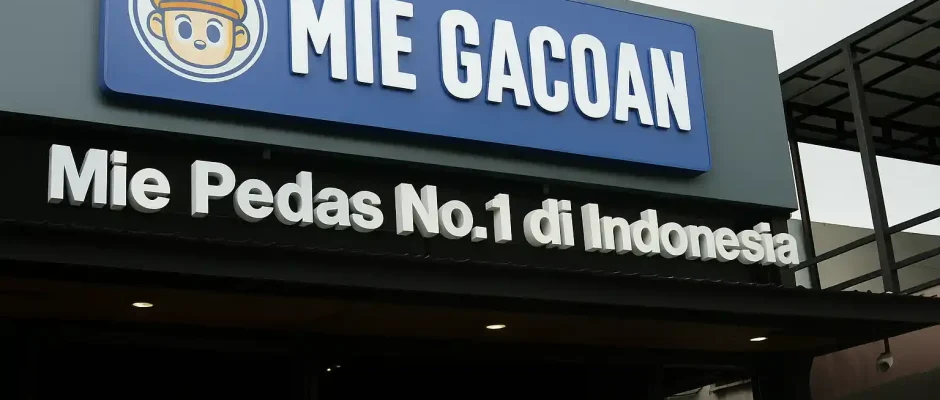 MIE GACOAN
Mie Pedas No.1 di Indonesia